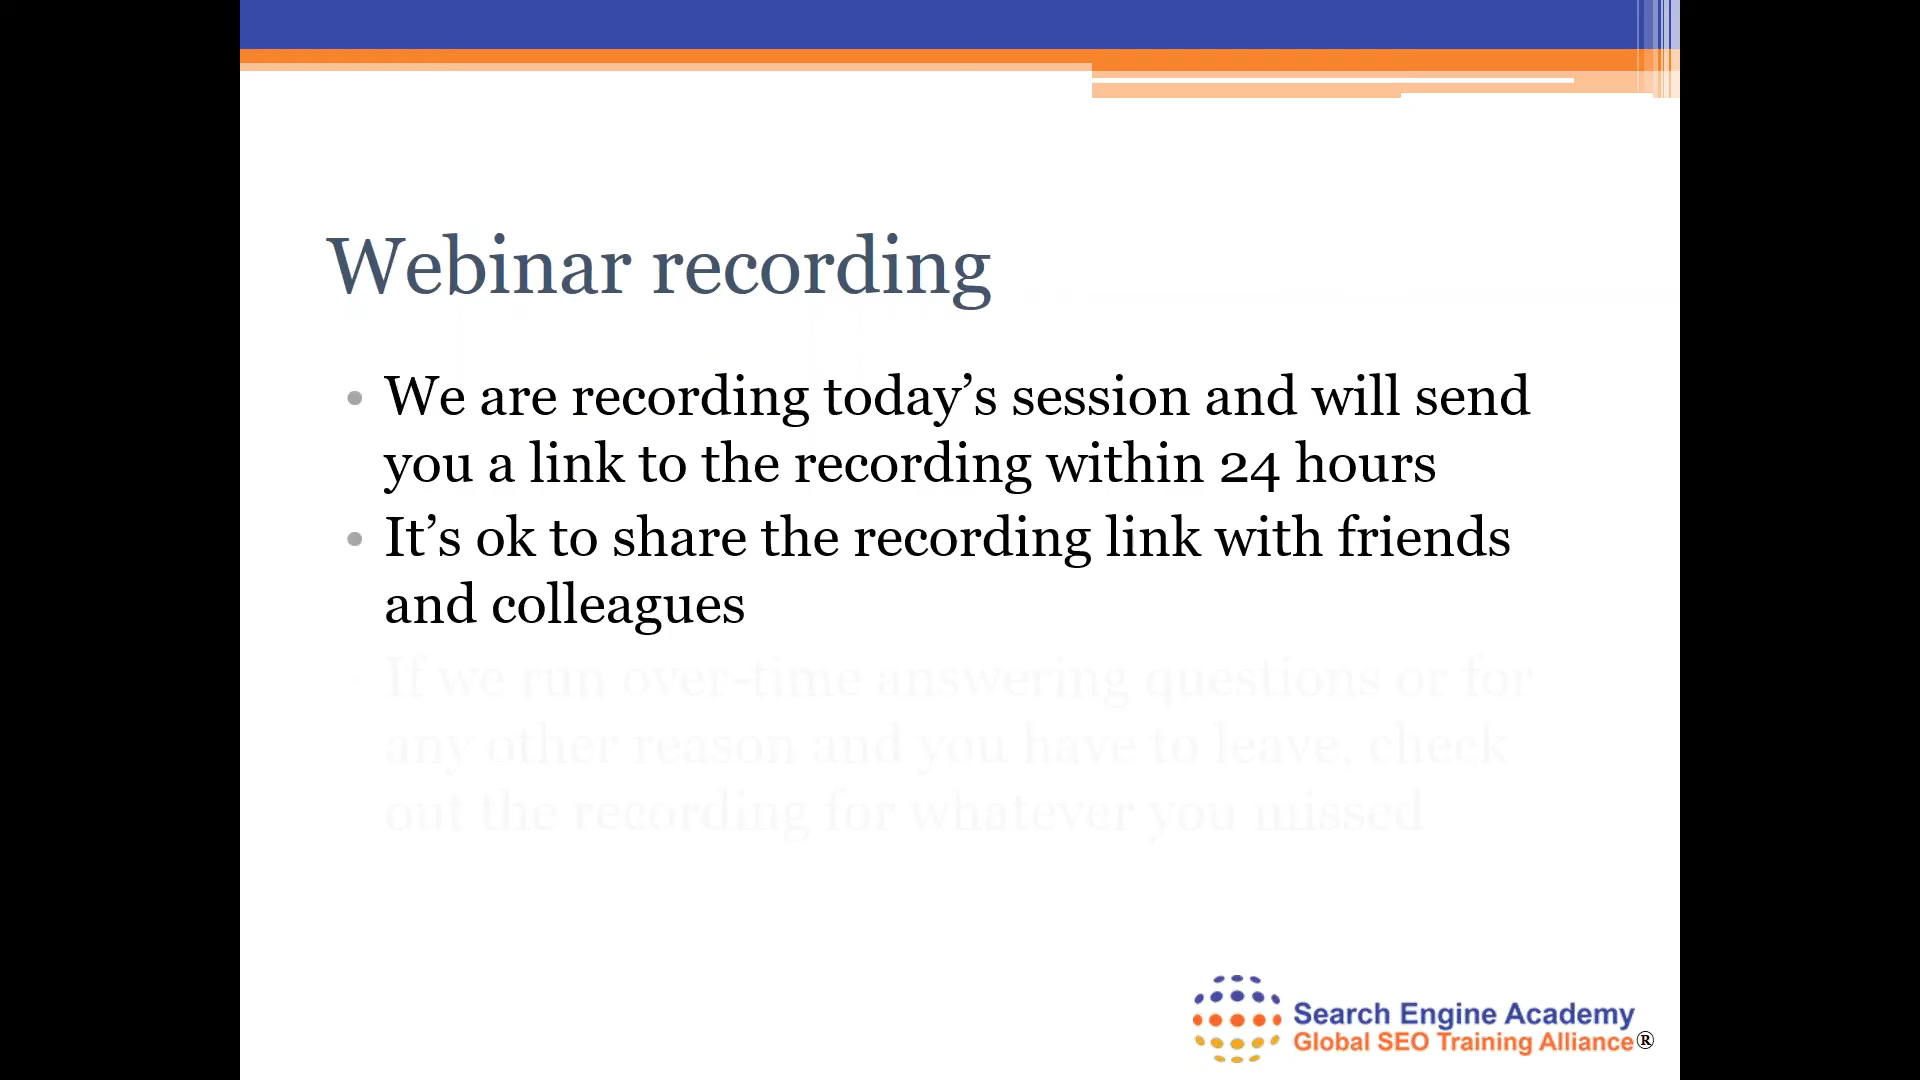 Webinar recording
• We are recording today’s session and will send
you a link to the recording within 24 hours
• It’s ok to share the recording link with friends
and colleagues
If we run over-time answering questions or for
any other reason and you have to leave, check
out the recording for whatever you missed
Search Engine Academy
Global SEO Training Alliance®